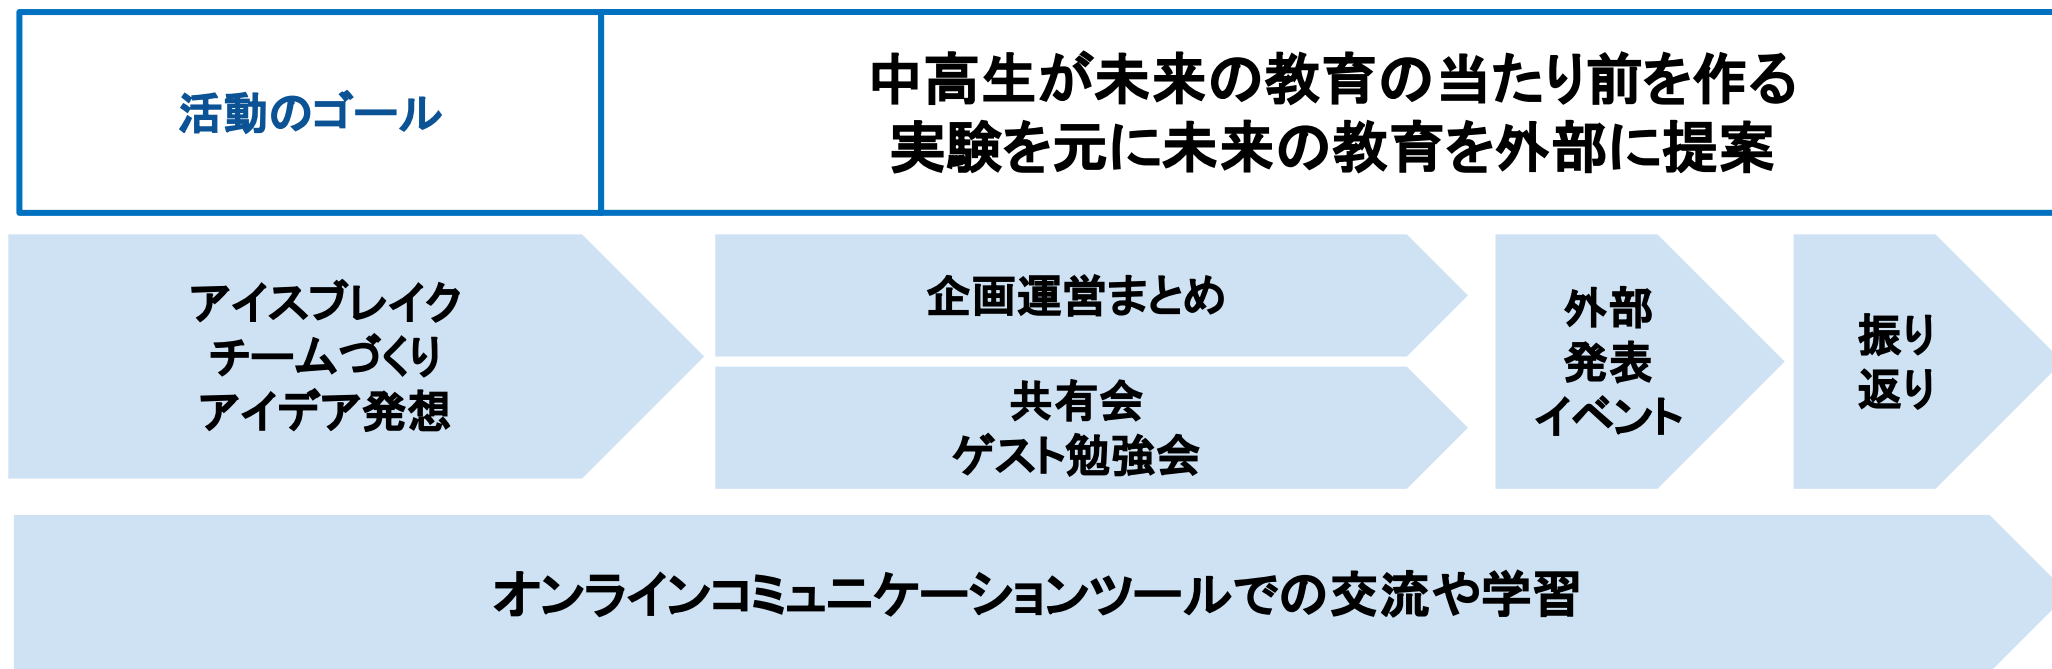 活動のゴール
中高生が未来の教育の当たり前を作る
実験を元に未来の教育を外部に提案
アイスブレイク
チームづくり
アイデア発想
企画運営まとめ
共有会
ゲスト勉強会
外部
発表
イベント
振り
返り
オンラインコミュニケーションツールでの交流や学習